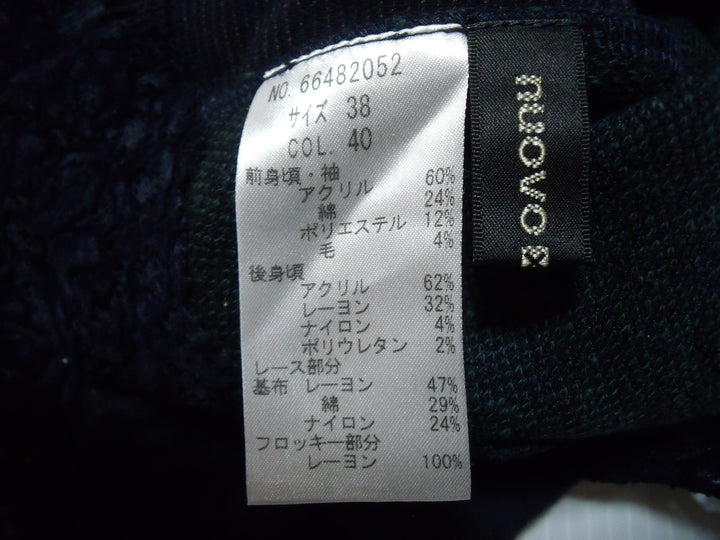 NO. 66482052
サイズ 38
COL. 40
前身頃・袖
アクリル 60%
綿 24%
ポリエステル 12%
毛 4%
後身頃
アクリル 62%
レーヨン 32%
ナイロン 4%
ポリウレタン 2%
レース部分
基布 レーヨン 47%
綿 29%
ナイロン 24%
フロッキー部分
レーヨン 100%
nuovo